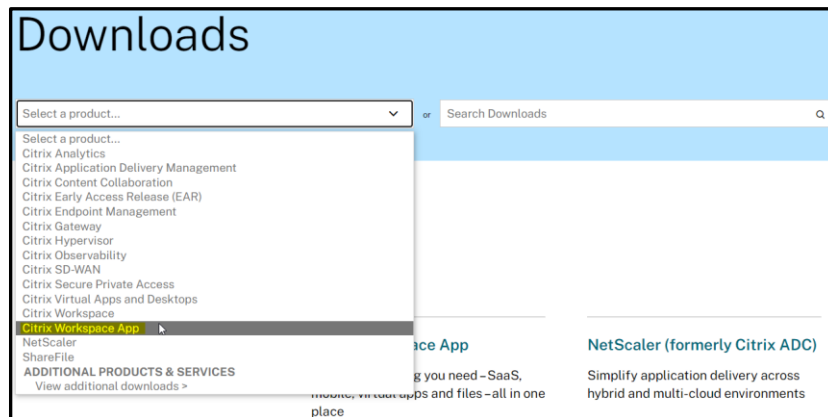 Downloads
Select a product...
or
Search Downloads
Select a product...
Citrix Analytics
Citrix Application Delivery Management
Citrix Content Collaboration
Citrix Early Access Release (EAR)
Citrix Endpoint Management
Citrix Gateway
Citrix Hypervisor
Citrix Observability
Citrix SD-WAN
Citrix Secure Private Access
Citrix Virtual Apps and Desktops
Citrix Workspace
Citrix Workspace App
NetScaler
ShareFile
ADDITIONAL PRODUCTS & SERVICES
View additional downloads >
App
you need – SaaS,
virtual apps and files – all in one
place
NetScaler (formerly Citrix ADC)
Simplify application delivery across
hybrid and multi-cloud environments